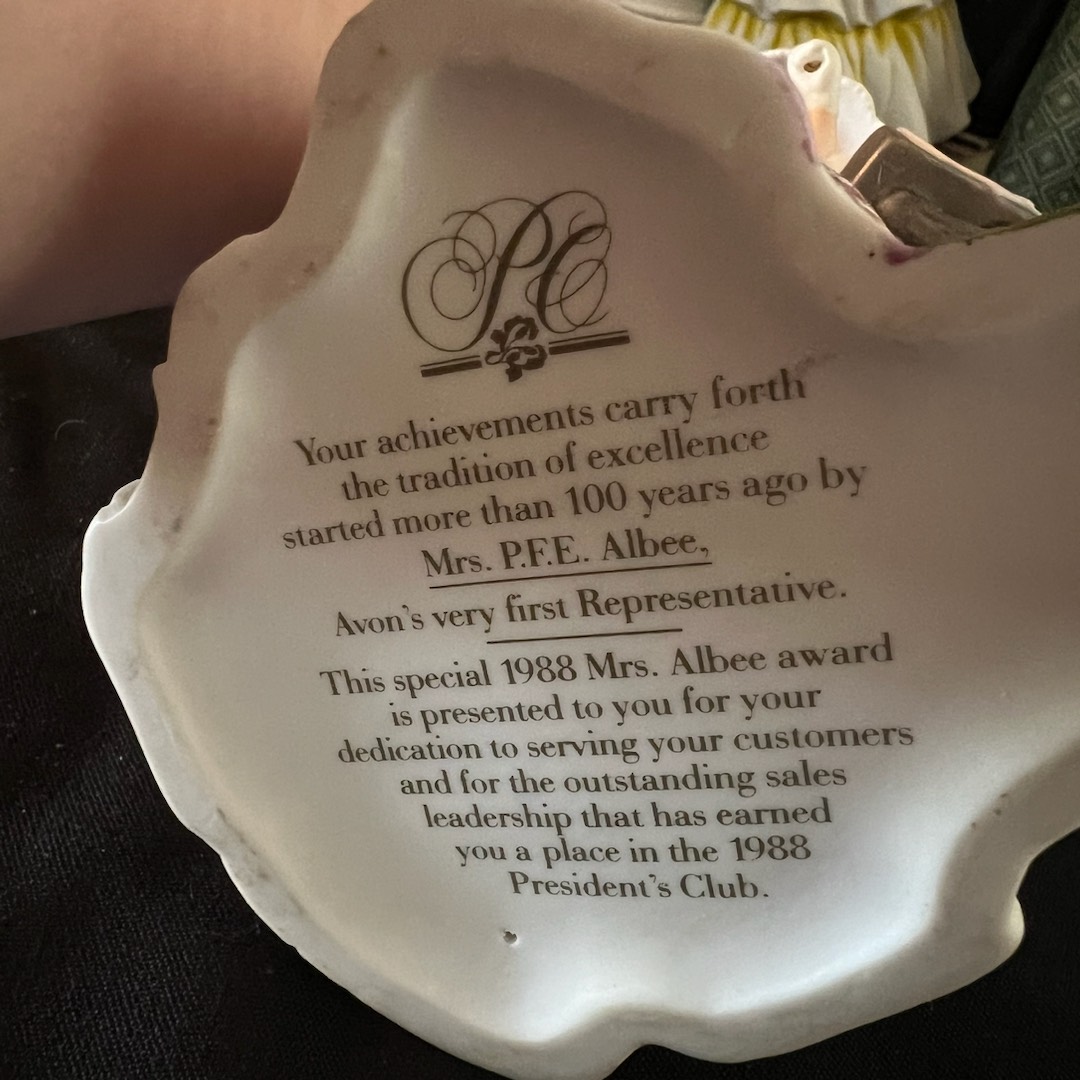 PC
Your achievements carry forth
the tradition of excellence
started more than 100 years ago by
Mrs. P.F.E. Albee,
Avon's very first Representative.
This special 1988 Mrs. Albee award
is presented to you for your
dedication to serving your customers
and for the outstanding sales
leadership that has earned
you a place in the 1988
President's Club.